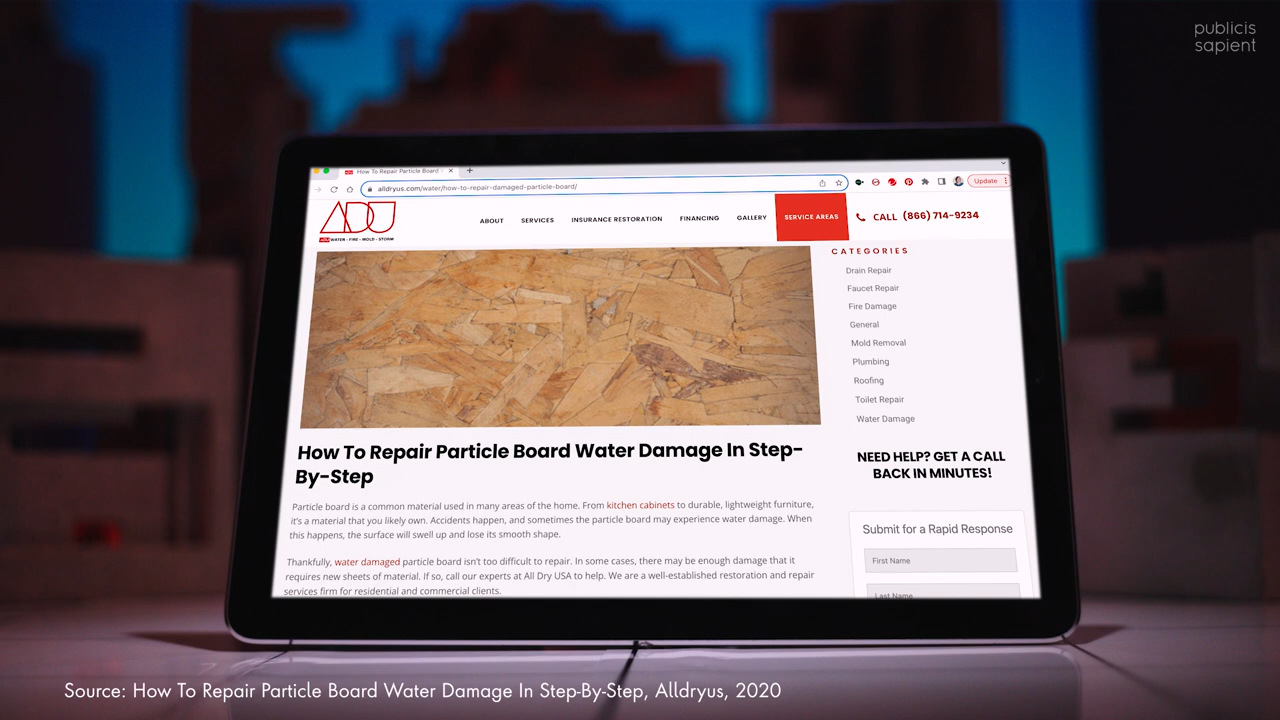 publicis
sapient
How To Repair Particle Board
alldryus.com/water/how-to-repair-damaged-particle-board/
Update
ADU
WATER - FIRE - MOLD - STORM
ABOUT
SERVICES
INSURANCE RESTORATION
FINANCING
GALLERY
SERVICE AREAS
CALL (866) 714-9234
CATEGORIES
Drain Repair
Faucet Repair
Fire Damage
General
Mold Removal
Plumbing
Roofing
Toilet Repair
Water Damage
How To Repair Particle Board Water Damage In Step-
By-Step
Particle board is a common material used in many areas of the home. From kitchen cabinets to durable, lightweight furniture,
it's a material that you likely own. Accidents happen, and sometimes the particle board may experience water damage. When
this happens, the surface will swell up and lose its smooth shape.
Thankfully, water damaged particle board isn't too difficult to repair. In some cases, there may be enough damage that it
requires new sheets of material. If so, call our experts at All Dry USA to help. We are a well-established restoration and repair
services firm for residential and commercial clients.
NEED HELP? GET A CALL
BACK IN MINUTES!
Submit for a Rapid Response
First Name
Last Name
Source: How To Repair Particle Board Water Damage In Step-By-Step, Alldryus, 2020